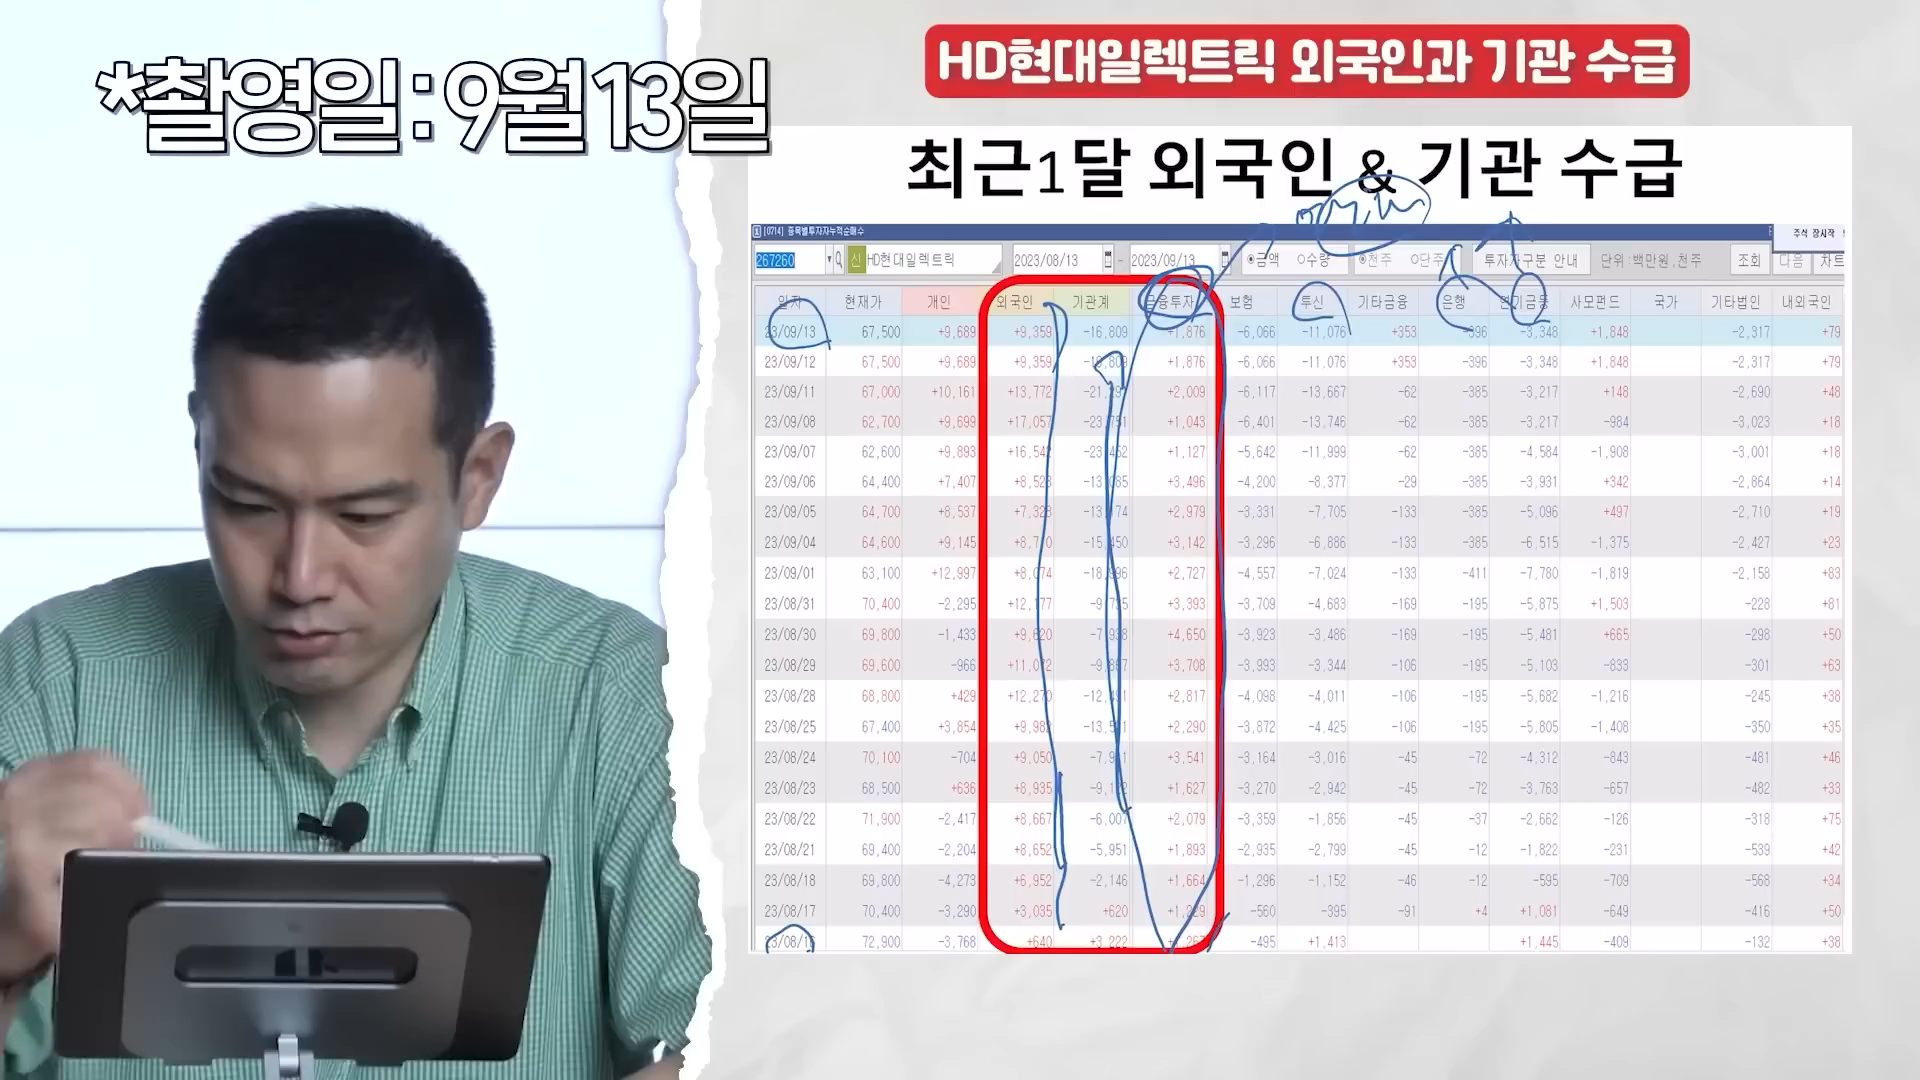 *촬영일:9월13일
HD현대일렉트릭 외국인과 기관 수급
최근1달 외국인 & 기관 수급
[0714] 종목별투자자누적순매수
주식 장시작
267260 신 HD현대일렉트릭 2023/08/13 - 2023/09/13 금액 수량 천주 단주 투자자구분 안내 단위:백만원,천주 조회 다음 차트
일자 현재가 개인 외국인 기관계 금융투자 보험 투신 기타금융 은행 연기금등 사모펀드 국가 기타법인 내외국인
23/09/13 67,500 +9,689 +9,359 -16,809 +1,876 -6,066 -11,076 +353 -396 -3,348 +1,848 -2,317 +79
23/09/12 67,500 +9,689 +9,359 +1,876 -6,066 -11,076 +353 -396 -3,348 +1,848 -2,317 +79
23/09/11 67,000 +10,161 +13,772 +2,009 -6,117 -13,667 -62 -385 -3,217 +148 -2,690 +48
23/09/08 62,700 +9,699 +17,057 +1,043 -6,401 -13,746 -62 -385 -3,217 -984 -3,023 +18
23/09/07 62,600 +9,893 +16,542 +1,127 -5,642 -11,999 -62 -385 -4,584 -1,908 -3,001 +18
23/09/06 64,400 +7,407 +3,496 -4,200 -8,377 -29 -385 -3,931 +342 -2,864 +14
23/09/05 64,700 +8,537 +2,979 -3,331 -7,705 -133 -385 -5,096 +497 -2,710 +19
23/09/04 64,600 +9,145 +3,142 -3,296 -6,886 -133 -385 -6,515 -1,375 -2,427 +23
23/09/01 63,100 +12,997 +8,074 +2,727 -4,557 -7,024 -133 -411 -7,780 -1,819 -2,158 +83
23/08/31 70,400 -2,295 +3,393 -3,709 -4,683 -169 -195 -5,875 +1,503 -228 +81
23/08/30 69,800 -1,433 +4,650 -3,923 -3,486 -169 -195 -5,481 +665 -298 +50
23/08/29 69,600 -966 +3,708 -3,993 -3,344 -106 -195 -5,103 -833 -301 +63
23/08/28 68,800 +429 +12,270 +2,817 -4,098 -4,011 -106 -195 -5,682 -1,216 -245 +38
23/08/25 67,400 +3,854 +9,982 +2,290 -3,872 -4,425 -106 -195 -5,805 -1,408 -350 +35
23/08/24 70,100 -704 +9,050 +3,541 -3,164 -3,016 -45 -72 -4,312 -843 -481 +46
23/08/23 68,500 +636 +8,935 +1,627 -3,270 -2,942 -45 -72 -3,763 -657 -482 +33
23/08/22 71,900 -2,417 +8,667 -6,007 +2,079 -3,359 -1,856 -45 -37 -2,662 -126 -318 +75
23/08/21 69,400 -2,204 +8,652 -5,951 +1,893 -2,935 -2,799 -45 -12 -1,822 -231 -539 +42
23/08/18 69,800 -4,273 +6,952 -2,146 +1,664 -1,296 -1,152 -46 -12 -595 -709 -568 +34
23/08/17 70,400 -3,290 +3,035 +620 +1,229 -560 -395 -91 +4 +1,081 -649 -416 +50
23/08/16 72,900 -3,768 +640 +3,222 -495 +1,413 +1,445 -409 -132 +38